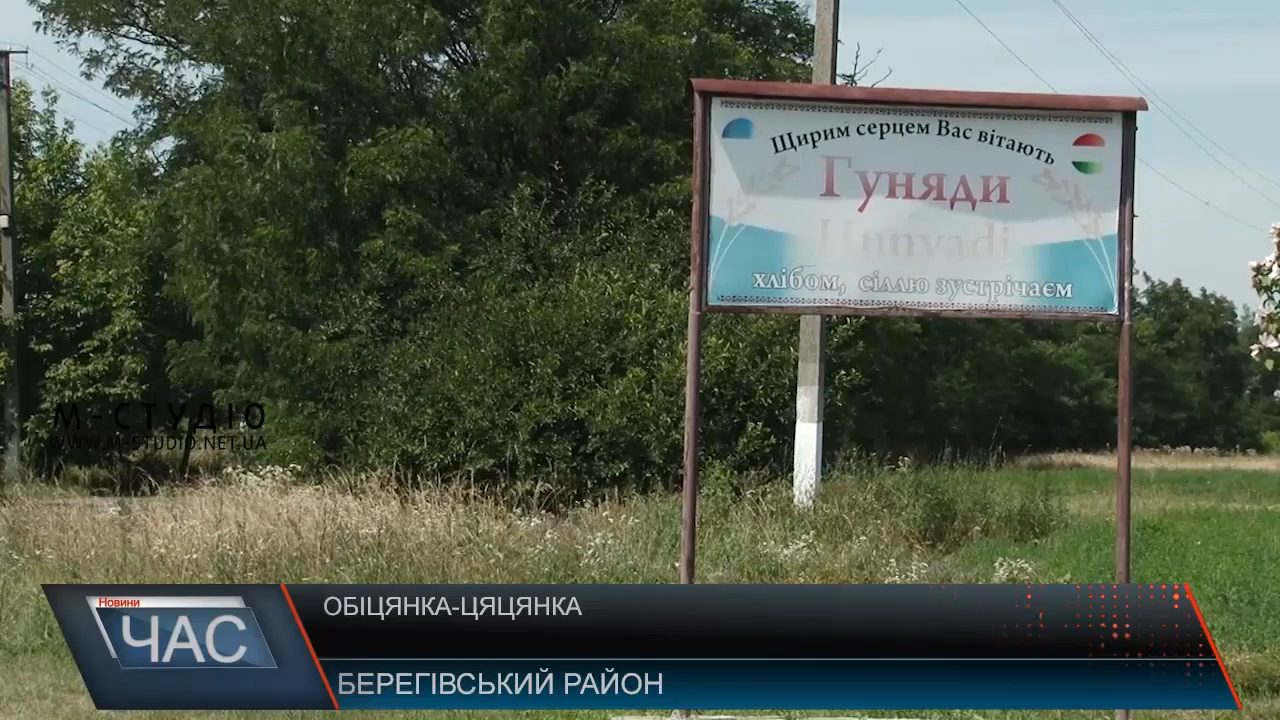 Щирим серцем Вас вітають
Гуняди
Hunyadi
хлібом, сіллю зустрічаєм
М-СТУДІО
WWW.M-STUDIO.NET.UA
Новини
ЧАС
ОБІЦЯНКА-ЦЯЦЯНКА
БЕРЕГІВСЬКИЙ РАЙОН